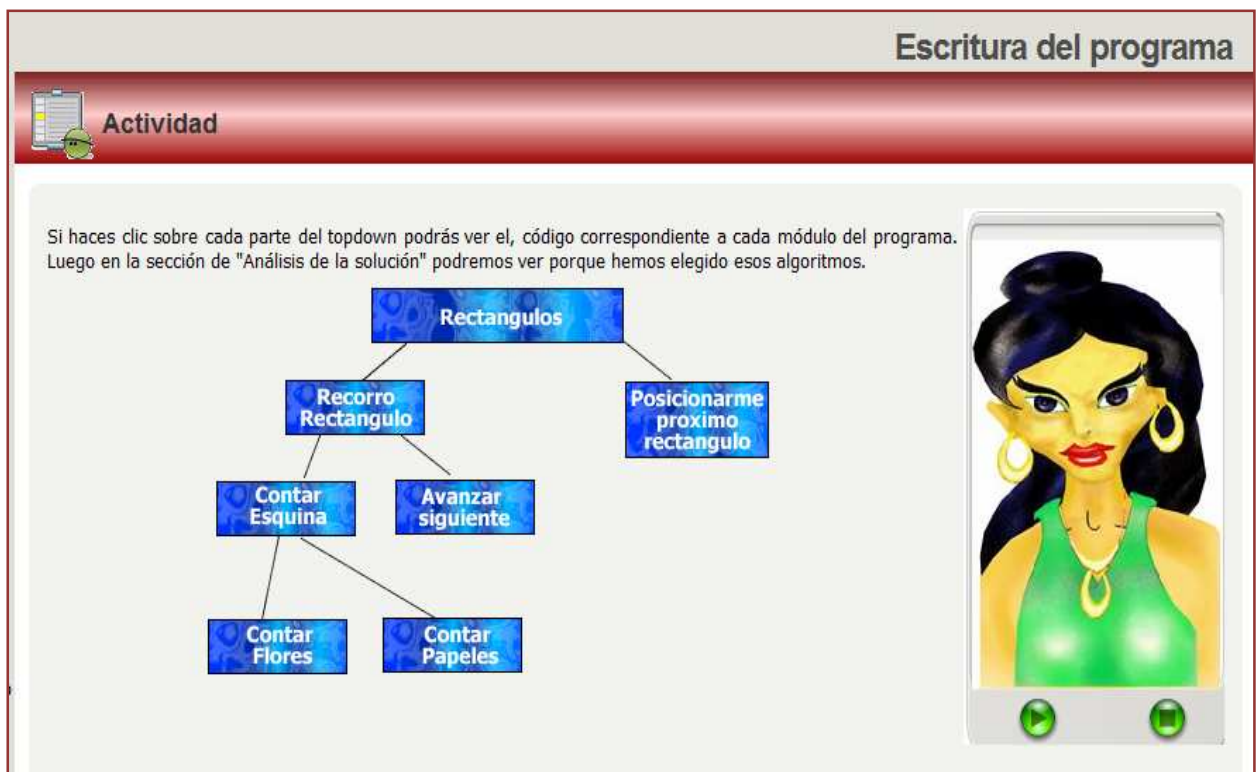 Escritura del programa
Actividad
Si haces clic sobre cada parte del topdown podrás ver el, código correspondiente a cada módulo del programa.
Luego en la sección de "Análisis de la solución" podremos ver porque hemos elegido esos algoritmos.
Rectangulos
Recorro
Rectangulo
Posicionarme
proximo
rectangulo
Contar
Esquina
Avanzar
siguiente
Contar
Flores
Contar
Papeles